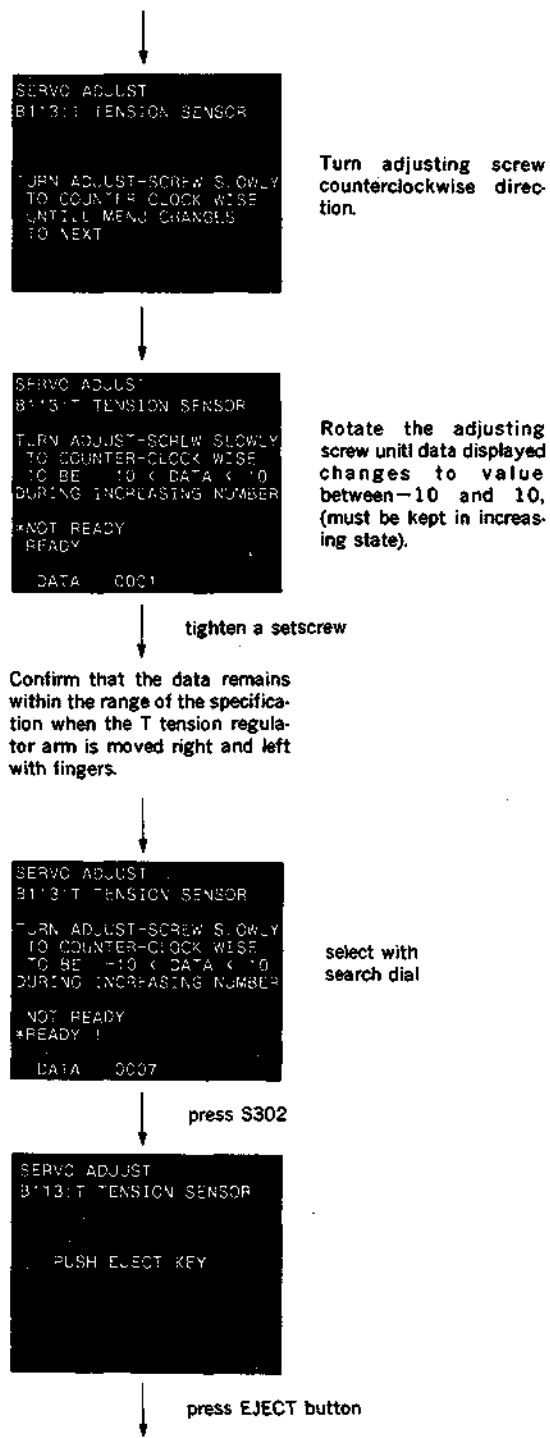 SERVO ADJUST
B113:T TENSION SENSOR
TURN ADJUST-SCREW SLOWLY
TO COUNTER CLOCK WISE
UNTILL MENU CHANGES
TO NEXT
Turn adjusting screw
counterclockwise direc-
tion.
SERVO ADJUST
B113:T TENSION SENSOR
TURN ADJUST-SCREW SLOWLY
TO COUNTER-CLOCK WISE
TO BE -10 < DATA < 10
DURING INCREASING NUMBER
*NOT READY
READY
DATA 0001
Rotate the adjusting
screw unitl data displayed
changes to value
between−10 and 10,
(must be kept in increas-
ing state).
tighten a setscrew
Confirm that the data remains
within the range of the specifica-
tion when the T tension regula-
tor arm is moved right and left
with fingers.
SERVO ADJUST
B113:T TENSION SENSOR
TURN ADJUST-SCREW SLOWLY
TO COUNTER-CLOCK WISE
TO BE -10 < DATA < 10
DURING INCREASING NUMBER
NOT READY
*READY !
DATA 0007
select with
search dial
press S302
SERVO ADJUST
B113:T TENSION SENSOR
PUSH EJECT KEY
press EJECT button